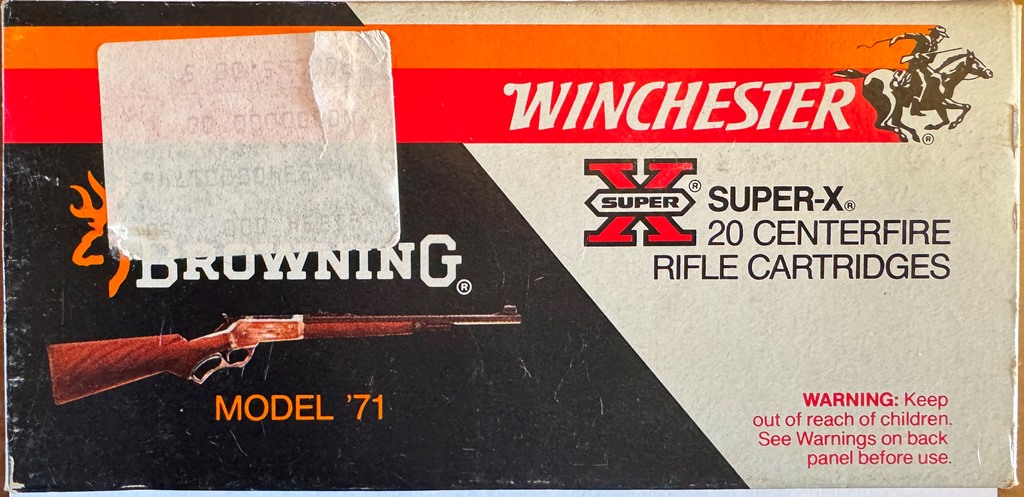 WINCHESTER
®
X SUPER ®
SUPER-X®
20 CENTERFIRE
RIFLE CARTRIDGES
BROWNING ®
MODEL '71
WARNING: Keep
out of reach of children.
See Warnings on back
panel before use.